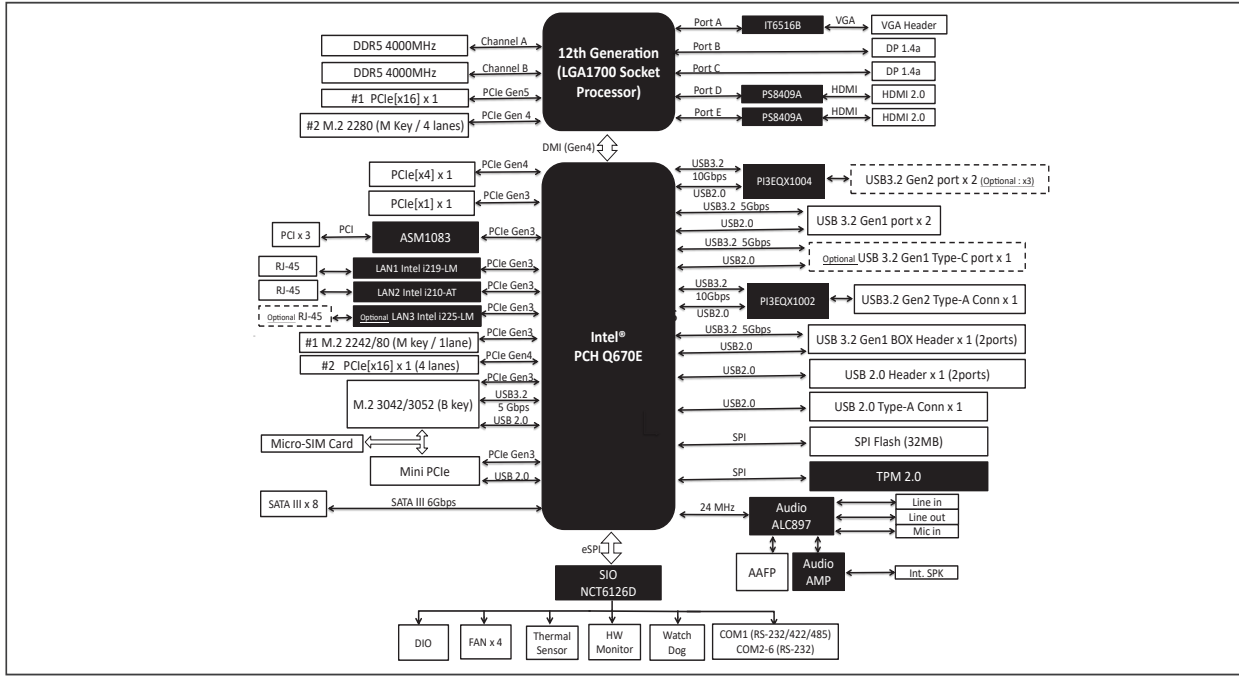 DDR5 4000MHz
Channel A
DDR5 4000MHz
Channel B
#1 PCIe[x16] x 1
PCIe Gen5
#2 M.2 2280 (M Key / 4 lanes)
PCIe Gen 4
12th Generation
(LGA1700 Socket
Processor)
Port A
IT6516B
VGA
VGA Header
Port B
DP 1.4a
Port C
DP 1.4a
Port D
PS8409A
HDMI
HDMI 2.0
Port E
PS8409A
HDMI
HDMI 2.0
DMI (Gen4)
PCIe[x4] x 1
PCIe Gen4
PCIe[x1] x 1
PCIe Gen3
PCI x 3
PCI
ASM1083
PCIe Gen3
RJ-45
LAN1 Intel i219-LM
PCIe Gen3
RJ-45
LAN2 Intel i210-AT
PCIe Gen3
Optional RJ-45
Optional LAN3 Intel i225-LM
PCIe Gen3
#1 M.2 2242/80 (M key / 1lane)
PCIe Gen3
#2 PCIe[x16] x 1 (4 lanes)
PCIe Gen4
M.2 3042/3052 (B key)
PCIe Gen3
USB3.2
5 Gbps
USB 2.0
Micro-SIM Card
Mini PCIe
PCIe Gen3
USB 2.0
SATA III x 8
SATA III 6Gbps
Intel®
PCH Q670E
USB3.2
10Gbps
USB2.0
PI3EQX1004
USB3.2 Gen2 port x 2 (Optional : x3)
USB3.2 5Gbps
USB2.0
USB 3.2 Gen1 port x 2
USB3.2 5Gbps
USB2.0
Optional USB 3.2 Gen1 Type-C port x 1
USB3.2
10Gbps
USB2.0
PI3EQX1002
USB3.2 Gen2 Type-A Conn x 1
USB3.2 5Gbps
USB2.0
USB 3.2 Gen1 BOX Header x 1 (2ports)
USB2.0
USB 2.0 Header x 1 (2ports)
USB2.0
USB 2.0 Type-A Conn x 1
SPI
SPI Flash (32MB)
SPI
TPM 2.0
24 MHz
Audio
ALC897
Line in
Line out
Mic in
AAFP
Audio
AMP
Int. SPK
eSPI
SIO
NCT6126D
DIO
FAN x 4
Thermal
Sensor
HW
Monitor
Watch
Dog
COM1 (RS-232/422/485)
COM2-6 (RS-232)